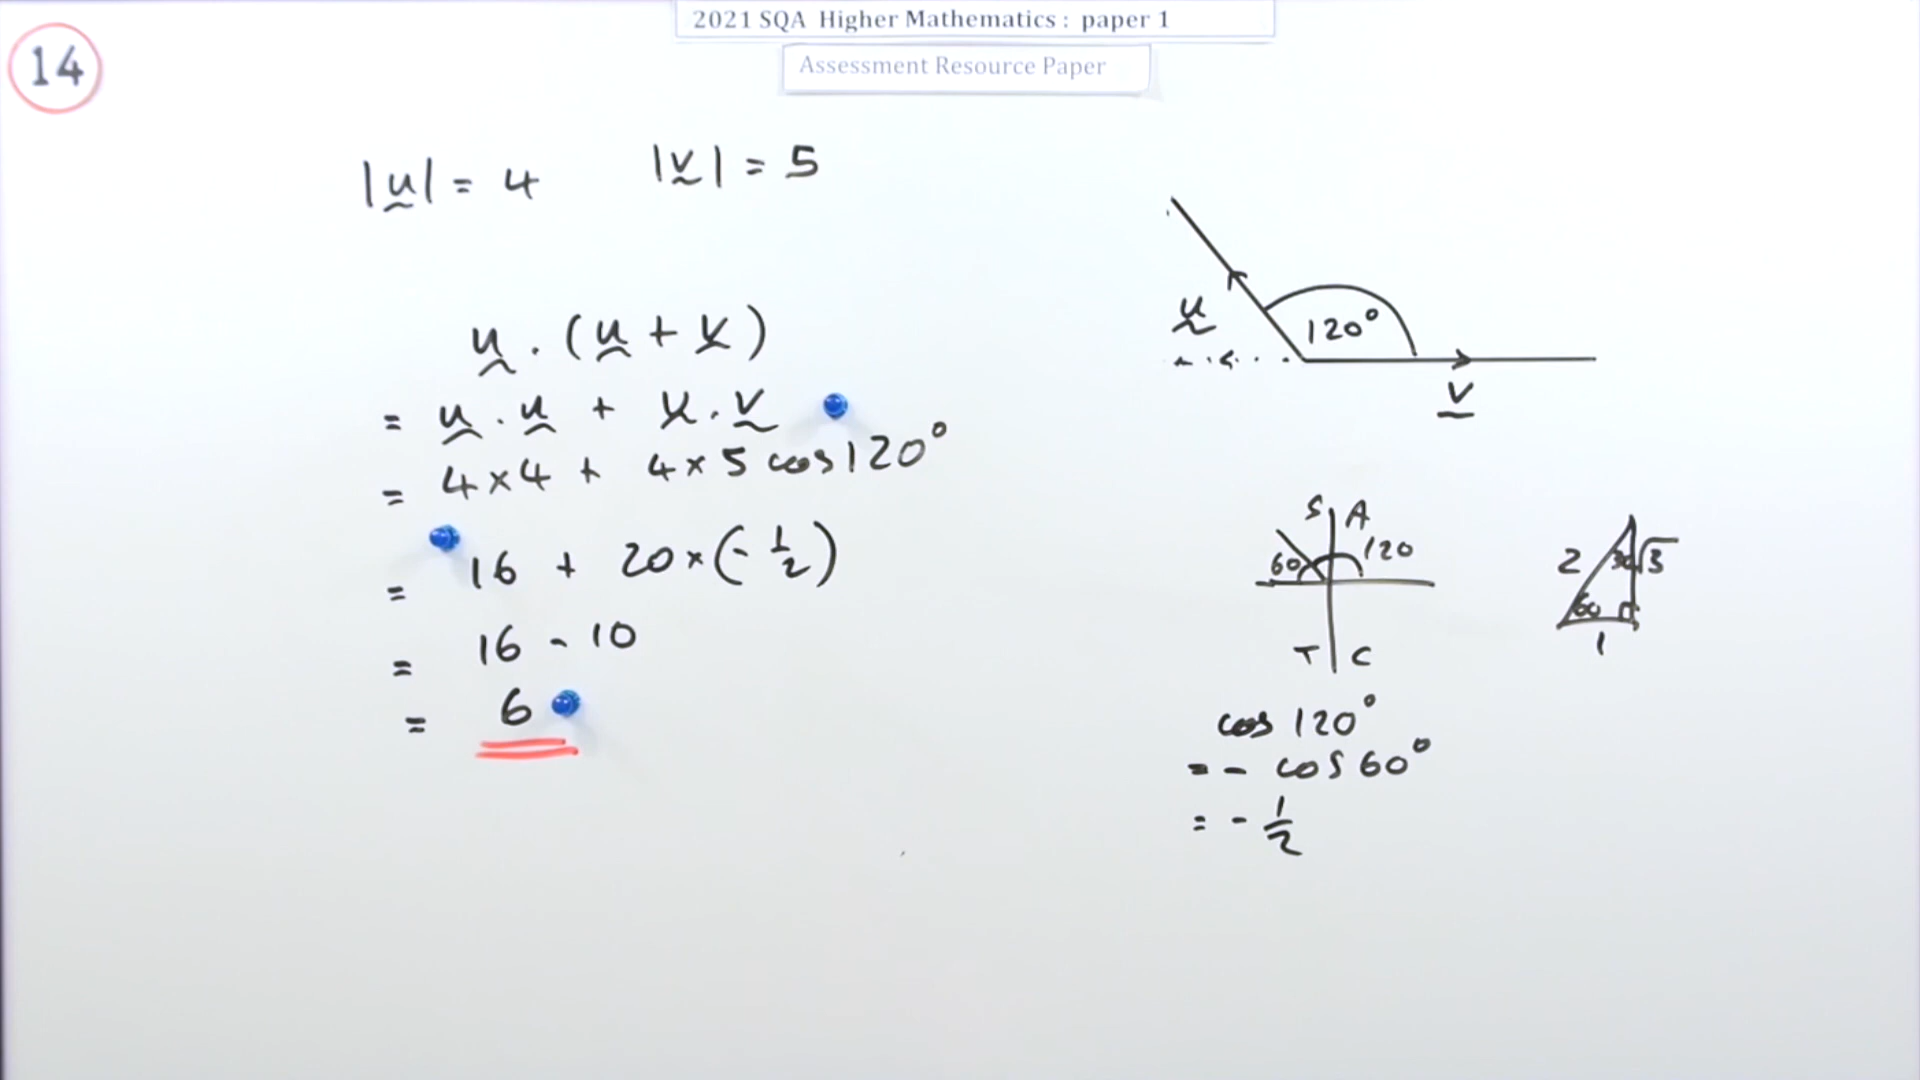 2021 SQA Higher Mathematics : paper 1
Assessment Resource Paper
14
|u| = 4 |v| = 5
u . (u + v)
= u . u + u . v
= 4 × 4 + 4 × 5 cos 120°
= 16 + 20 × (- 1/2)
= 16 - 10
= 6
u
120°
v
S A
60 120
T C
2 30 √3
60
1
cos 120°
= - cos 60°
= - 1/2